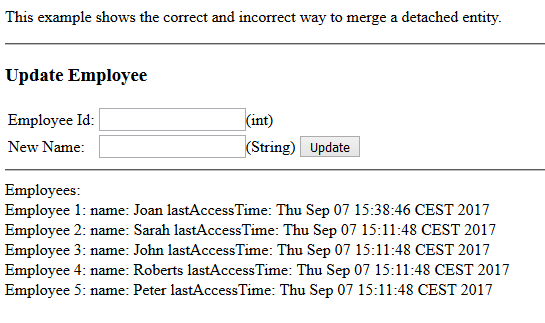 This example shows the correct and incorrect way to merge a detached entity.
Update Employee
Employee Id: (int)
New Name: (String) Update
Employees:
Employee 1: name: Joan lastAccessTime: Thu Sep 07 15:38:46 CEST 2017
Employee 2: name: Sarah lastAccessTime: Thu Sep 07 15:11:48 CEST 2017
Employee 3: name: John lastAccessTime: Thu Sep 07 15:11:48 CEST 2017
Employee 4: name: Roberts lastAccessTime: Thu Sep 07 15:11:48 CEST 2017
Employee 5: name: Peter lastAccessTime: Thu Sep 07 15:11:48 CEST 2017